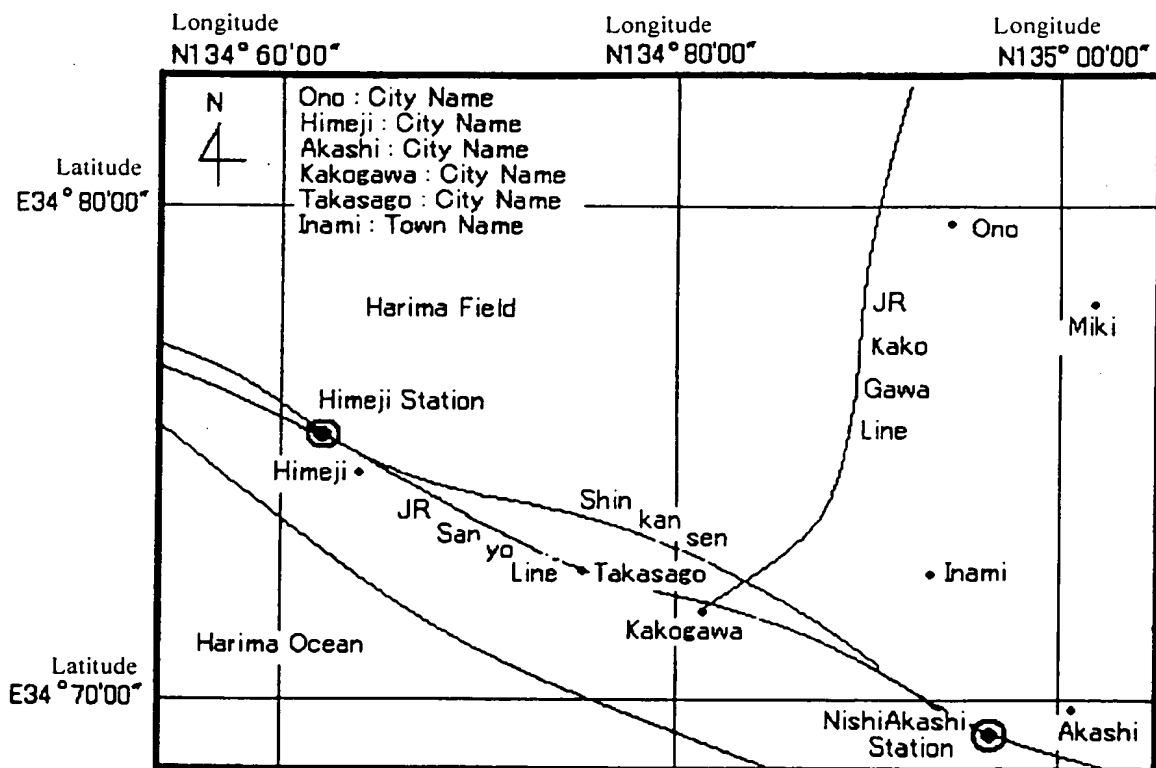 Longitude
N134° 60'00"
Longitude
N134° 80'00"
Longitude
N135° 00'00"
N
Ono : City Name
Himeji : City Name
Akashi : City Name
Kakogawa : City Name
Takasago : City Name
Inami : Town Name
Latitude
E34° 80'00"
Ono
Harima Field
JR
Kako
Gawa
Line
Miki
Himeji Station
Himeji
JR
San
yo
Line
Shin
kan
sen
Takasago
Inami
Kakogawa
Harima Ocean
Latitude
E34° 70'00"
NishiAkashi
Station
Akashi